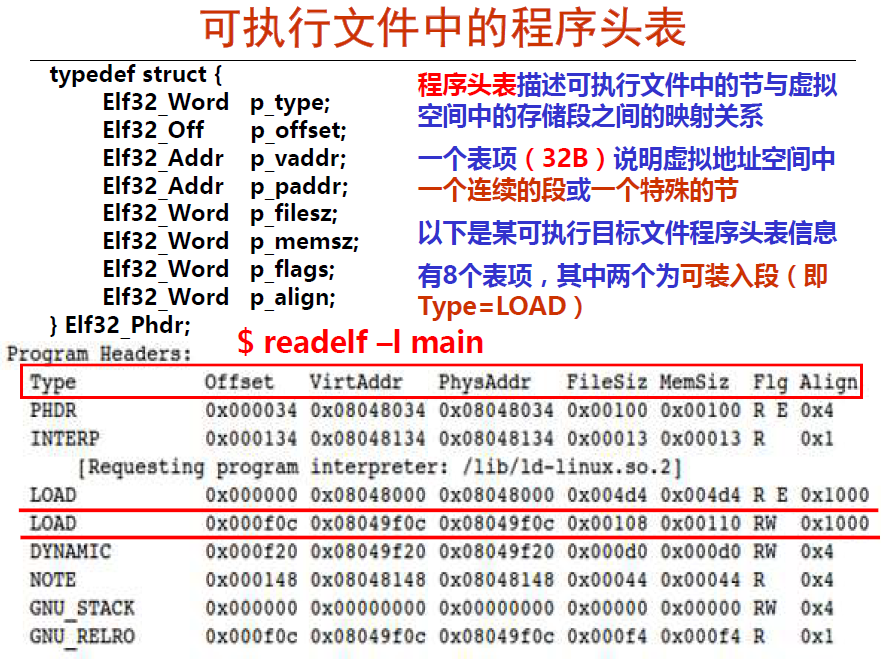 可执行文件中的程序头表
typedef struct {
Elf32_Word p_type;
Elf32_Off p_offset;
Elf32_Addr p_vaddr;
Elf32_Addr p_paddr;
Elf32_Word p_filesz;
Elf32_Word p_memsz;
Elf32_Word p_flags;
Elf32_Word p_align;
} Elf32_Phdr;
程序头表描述可执行文件中的节与虚拟
空间中的存储段之间的映射关系
一个表项（32B）说明虚拟地址空间中
一个连续的段或一个特殊的节
以下是某可执行目标文件程序头表信息
有8个表项，其中两个为可装入段（即
Type=LOAD）
$ readelf –l main
Program Headers:
Type Offset VirtAddr PhysAddr FileSiz MemSiz Flg Align
PHDR 0x000034 0x08048034 0x08048034 0x00100 0x00100 R E 0x4
INTERP 0x000134 0x08048134 0x08048134 0x00013 0x00013 R 0x1
[Requesting program interpreter: /lib/ld-linux.so.2]
LOAD 0x000000 0x08048000 0x08048000 0x004d4 0x004d4 R E 0x1000
LOAD 0x000f0c 0x08049f0c 0x08049f0c 0x00108 0x00110 RW 0x1000
DYNAMIC 0x000f20 0x08049f20 0x08049f20 0x000d0 0x000d0 RW 0x4
NOTE 0x000148 0x08048148 0x08048148 0x00044 0x00044 R 0x4
GNU_STACK 0x000000 0x00000000 0x00000000 0x00000 0x00000 RW 0x4
GNU_RELRO 0x000f0c 0x08049f0c 0x08049f0c 0x000f4 0x000f4 R 0x1